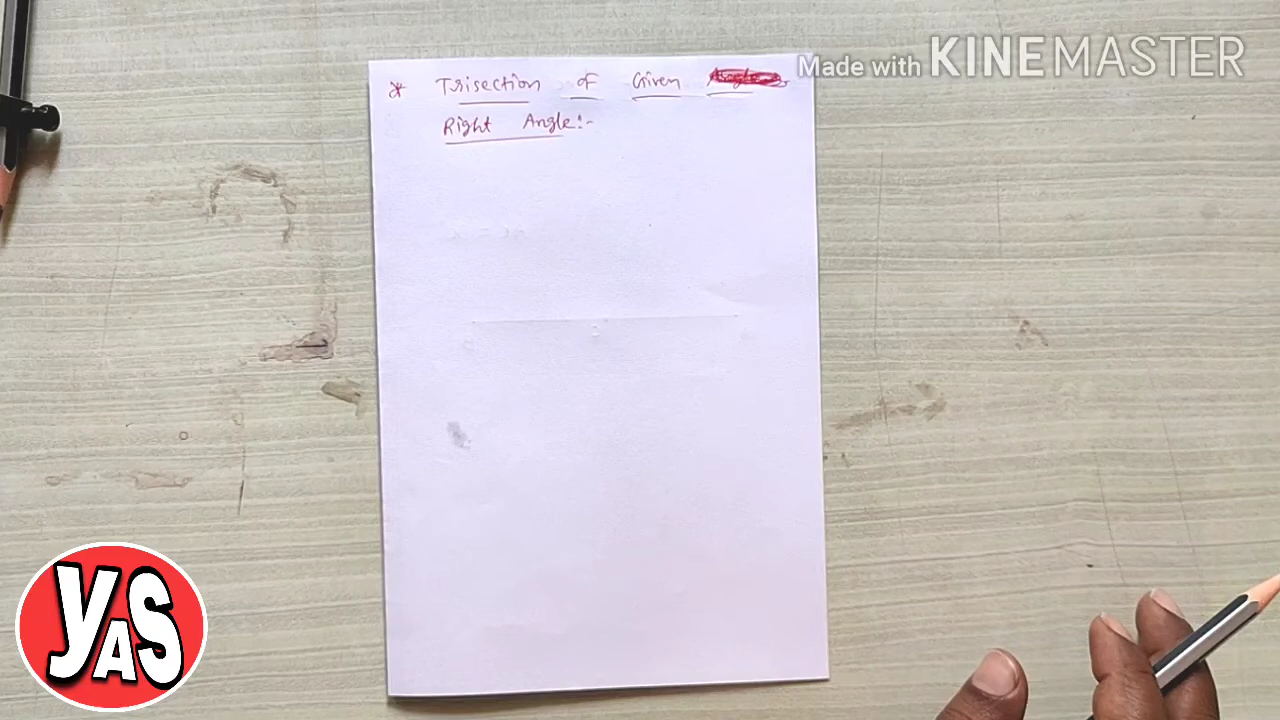 * Trisection of Given
Right Angle:-
Made with KINEMASTER
YAS